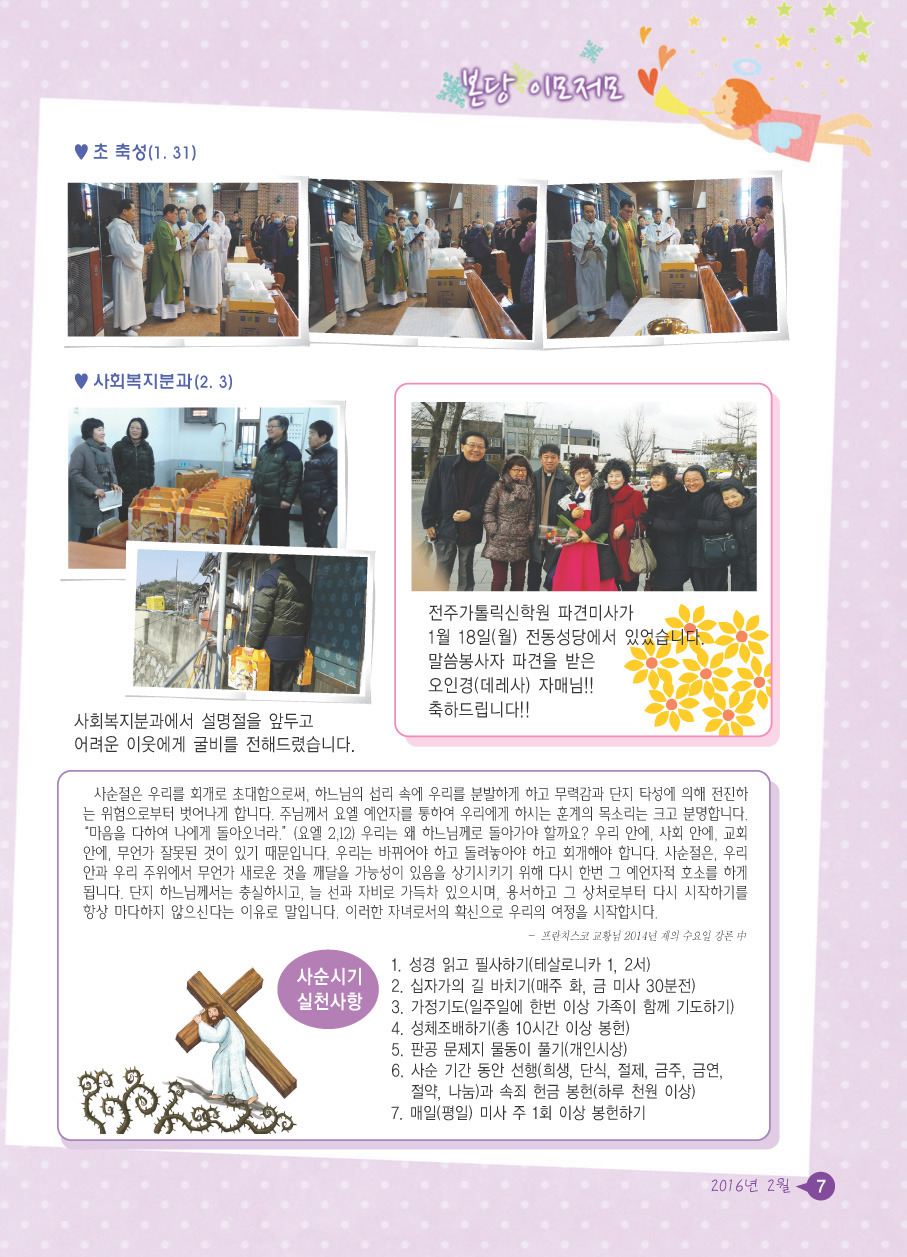 본당 이모저모
♥ 초 축성(1. 31)
♥ 사회복지분과(2. 3)
사회복지분과에서 설명절을 앞두고
어려운 이웃에게 굴비를 전해드렸습니다.
전주가톨릭신학원 파견미사가
1월 18일(월) 전동성당에서 있었습니다.
말씀봉사자 파견을 받은
오인경(데레사) 자매님!!
축하드립니다!!
사순절은 우리를 회개로 초대함으로써, 하느님의 섭리 속에 우리를 분발하게 하고 무력감과 단지 타성에 의해 전진하
는 위험으로부터 벗어나게 합니다. 주님께서 요엘 예언자를 통하여 우리에게 하시는 훈계의 목소리는 크고 분명합니다.
“마음을 다하여 나에게 돌아오너라.” (요엘 2,12) 우리는 왜 하느님께로 돌아가야 할까요? 우리 안에, 사회 안에, 교회
안에, 무언가 잘못된 것이 있기 때문입니다. 우리는 바뀌어야 하고 돌려놓아야 하고 회개해야 합니다. 사순절은, 우리
안과 우리 주위에서 무언가 새로운 것을 깨달을 가능성이 있음을 상기시키기 위해 다시 한번 그 예언자적 호소를 하게
됩니다. 단지 하느님께서는 충실하시고, 늘 선과 자비로 가득차 있으시며, 용서하고 그 상처로부터 다시 시작하기를
항상 마다하지 않으신다는 이유로 말입니다. 이러한 자녀로서의 확신으로 우리의 여정을 시작합시다.
- 프란치스코 교황님 2014년 재의 수요일 강론 中
사순시기
실천사항
1. 성경 읽고 필사하기(테살로니카 1, 2서)
2. 십자가의 길 바치기(매주 화, 금 미사 30분전)
3. 가정기도(일주일에 한번 이상 가족이 함께 기도하기)
4. 성체조배하기(총 10시간 이상 봉헌)
5. 판공 문제지 물동이 풀기(개인시상)
6. 사순 기간 동안 선행(희생, 단식, 절제, 금주, 금연,
절약, 나눔)과 속죄 헌금 봉헌(하루 천원 이상)
7. 매일(평일) 미사 주 1회 이상 봉헌하기
2016년 2월 7